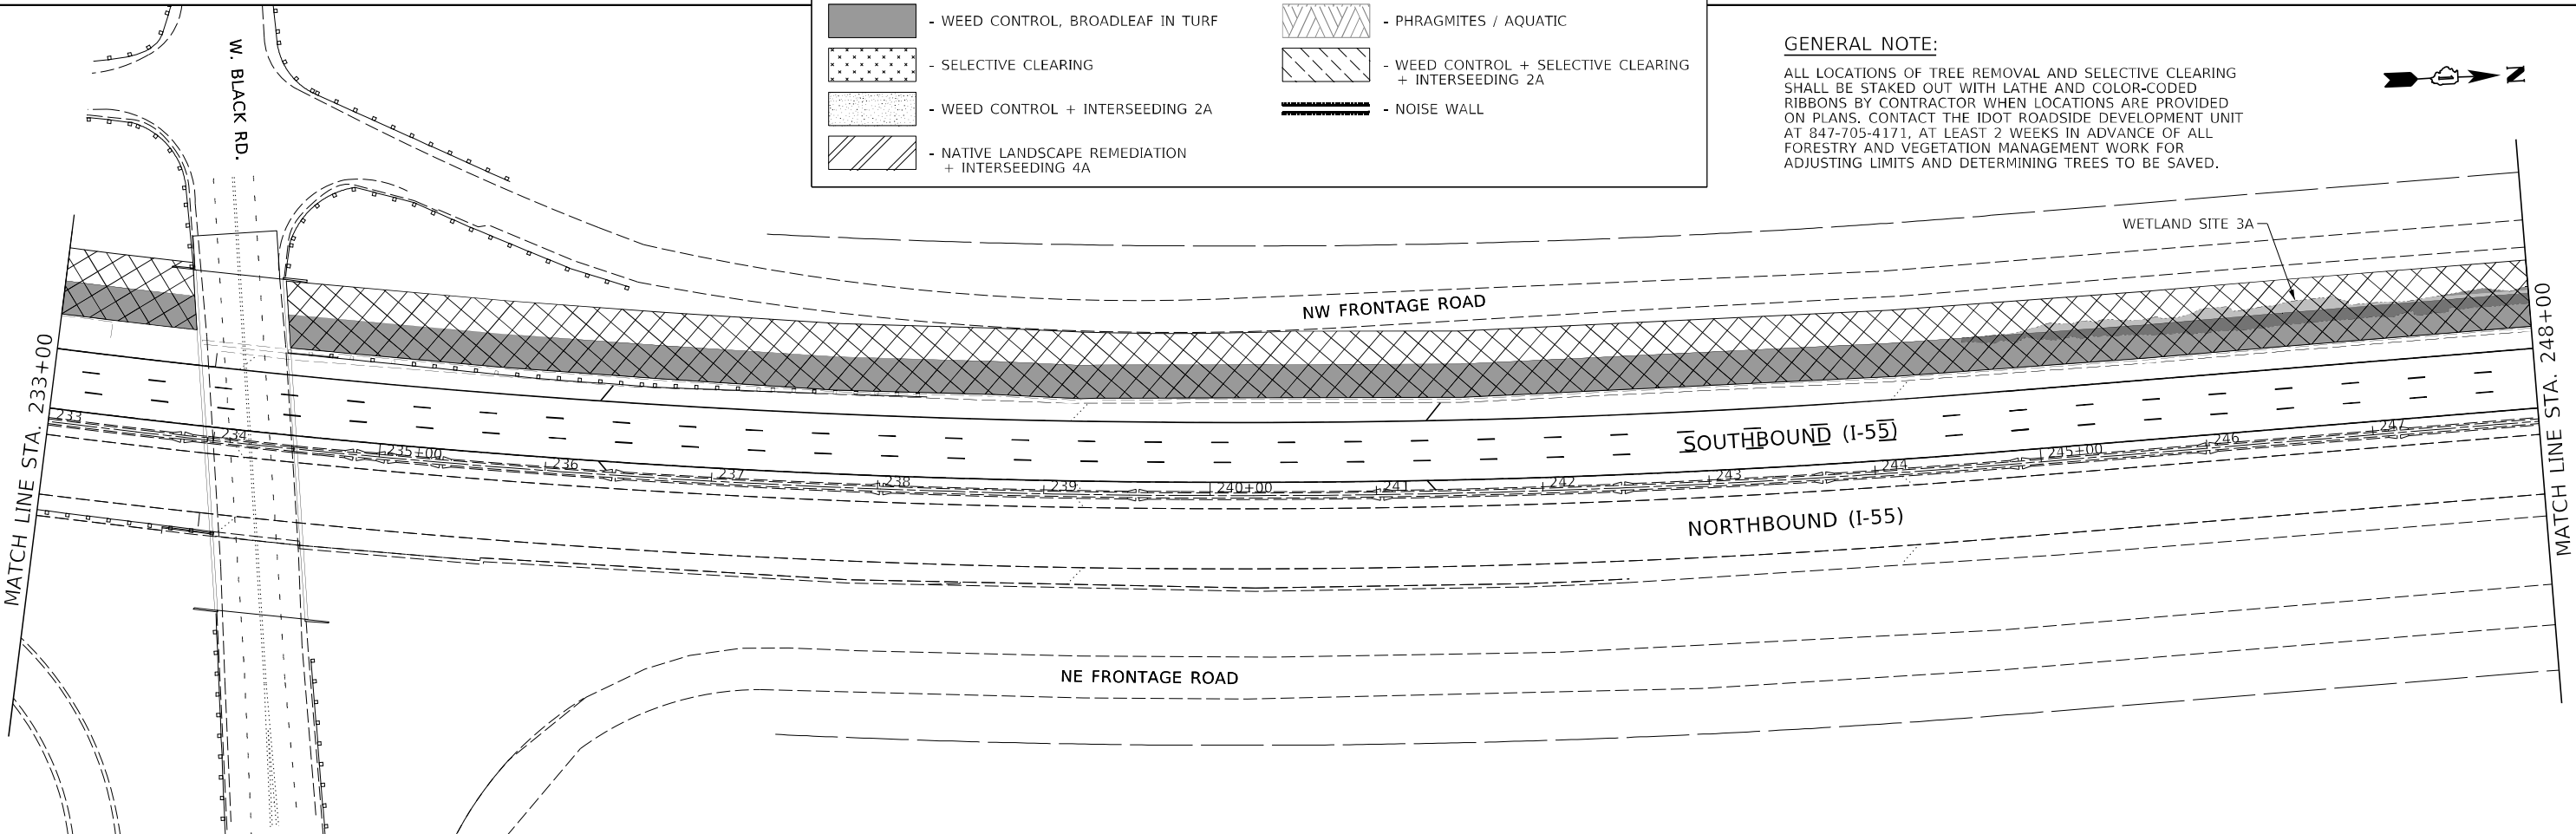 - WEED CONTROL, BROADLEAF IN TURF
- SELECTIVE CLEARING
- WEED CONTROL + INTERSEEDING 2A
- NATIVE LANDSCAPE REMEDIATION
+ INTERSEEDING 4A
- PHRAGMITES / AQUATIC
- WEED CONTROL + SELECTIVE CLEARING
+ INTERSEEDING 2A
- NOISE WALL
GENERAL NOTE:
ALL LOCATIONS OF TREE REMOVAL AND SELECTIVE CLEARING
SHALL BE STAKED OUT WITH LATHE AND COLOR-CODED
RIBBONS BY CONTRACTOR WHEN LOCATIONS ARE PROVIDED
ON PLANS. CONTACT THE IDOT ROADSIDE DEVELOPMENT UNIT
AT 847-705-4171, AT LEAST 2 WEEKS IN ADVANCE OF ALL
FORESTRY AND VEGETATION MANAGEMENT WORK FOR
ADJUSTING LIMITS AND DETERMINING TREES TO BE SAVED.
N
W. BLACK RD.
WETLAND SITE 3A
NW FRONTAGE ROAD
MATCH LINE STA. 233+00
MATCH LINE STA. 248+00
SOUTHBOUND (I-55)
233
234
235+00
236
237
238
239
240+00
241
242
243
244
245+00
246
247
NORTHBOUND (I-55)
NE FRONTAGE ROAD